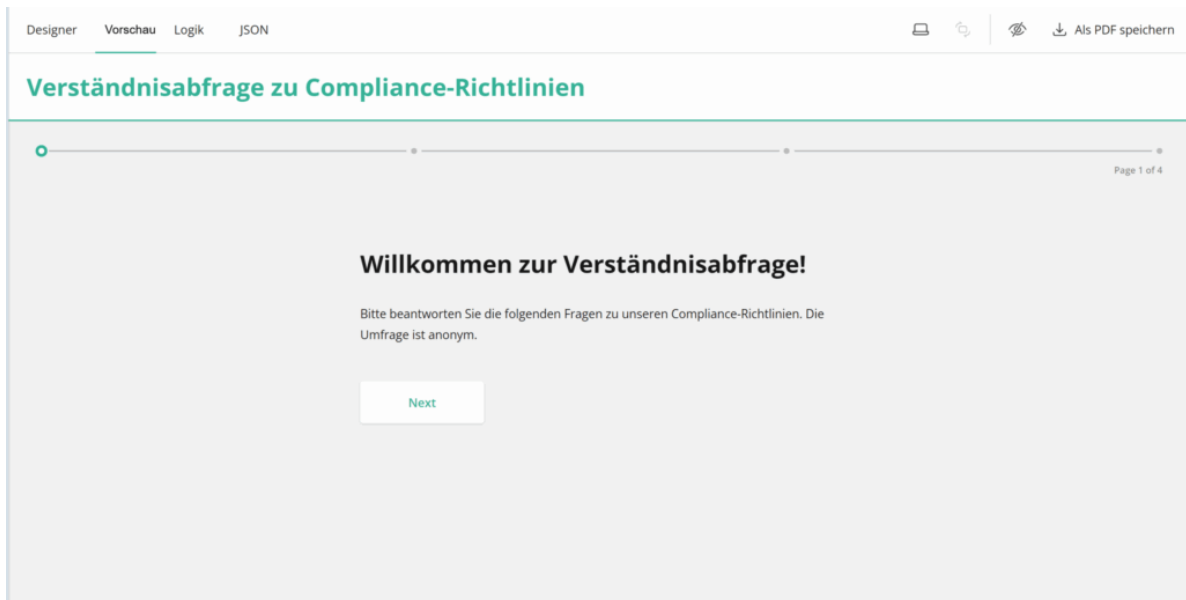 Designer Vorschau Logik JSON Als PDF speichern
Verständnisabfrage zu Compliance-Richtlinien
Page 1 of 4
Willkommen zur Verständnisabfrage!
Bitte beantworten Sie die folgenden Fragen zu unseren Compliance-Richtlinien. Die
Umfrage ist anonym.
Next